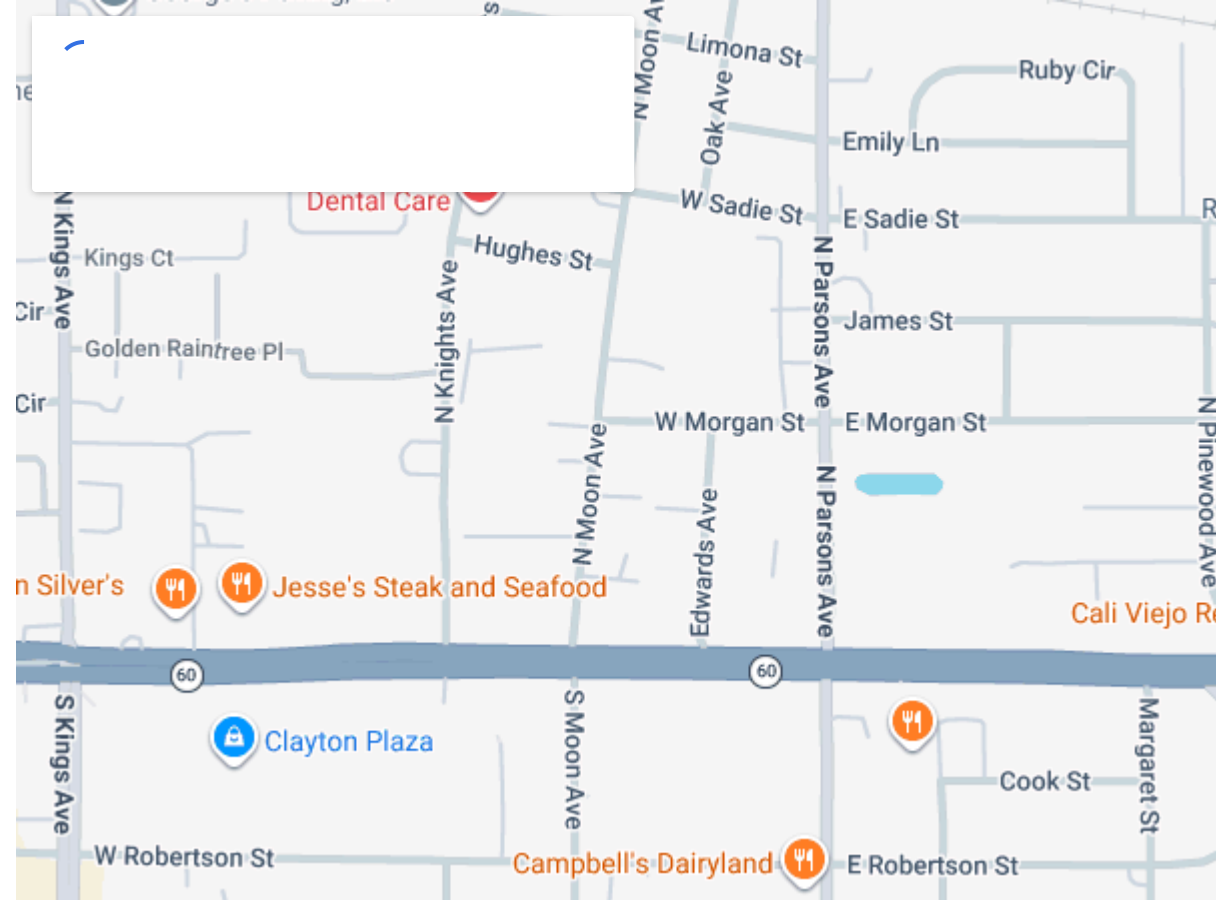 Limona St
N Moon Av
Ruby Cir
Oak Ave
Emily Ln
Dental Care
W Sadie St
E Sadie St
N Kings Ave
Kings Ct
Hughes St
N Parsons Ave
Cir
N Knights Ave
James St
Golden Raintree Pl
Cir
W Morgan St
E Morgan St
N Moon Ave
N Parsons Ave
N Pinewood Ave
Edwards Ave
n Silver's
Jesse's Steak and Seafood
Cali Viejo Re
60
60
S Kings Ave
Clayton Plaza
S Moon Ave
Margaret St
Cook St
W Robertson St
Campbell's Dairyland
E Robertson St